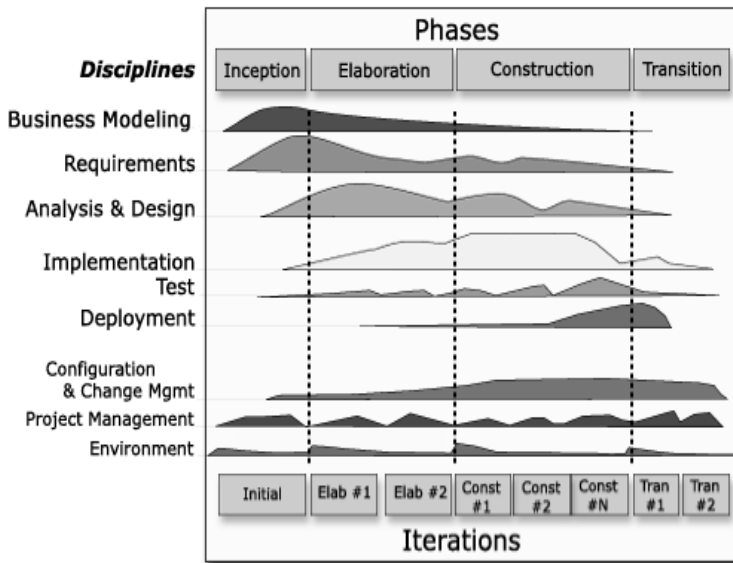 Phases
Disciplines
Inception
Elaboration
Construction
Transition
Business Modeling
Requirements
Analysis & Design
Implementation
Test
Deployment
Configuration
& Change Mgmt
Project Management
Environment
Initial
Elab #1
Elab #2
Const
#1
Const
#2
Const
#N
Tran
#1
Tran
#2
Iterations